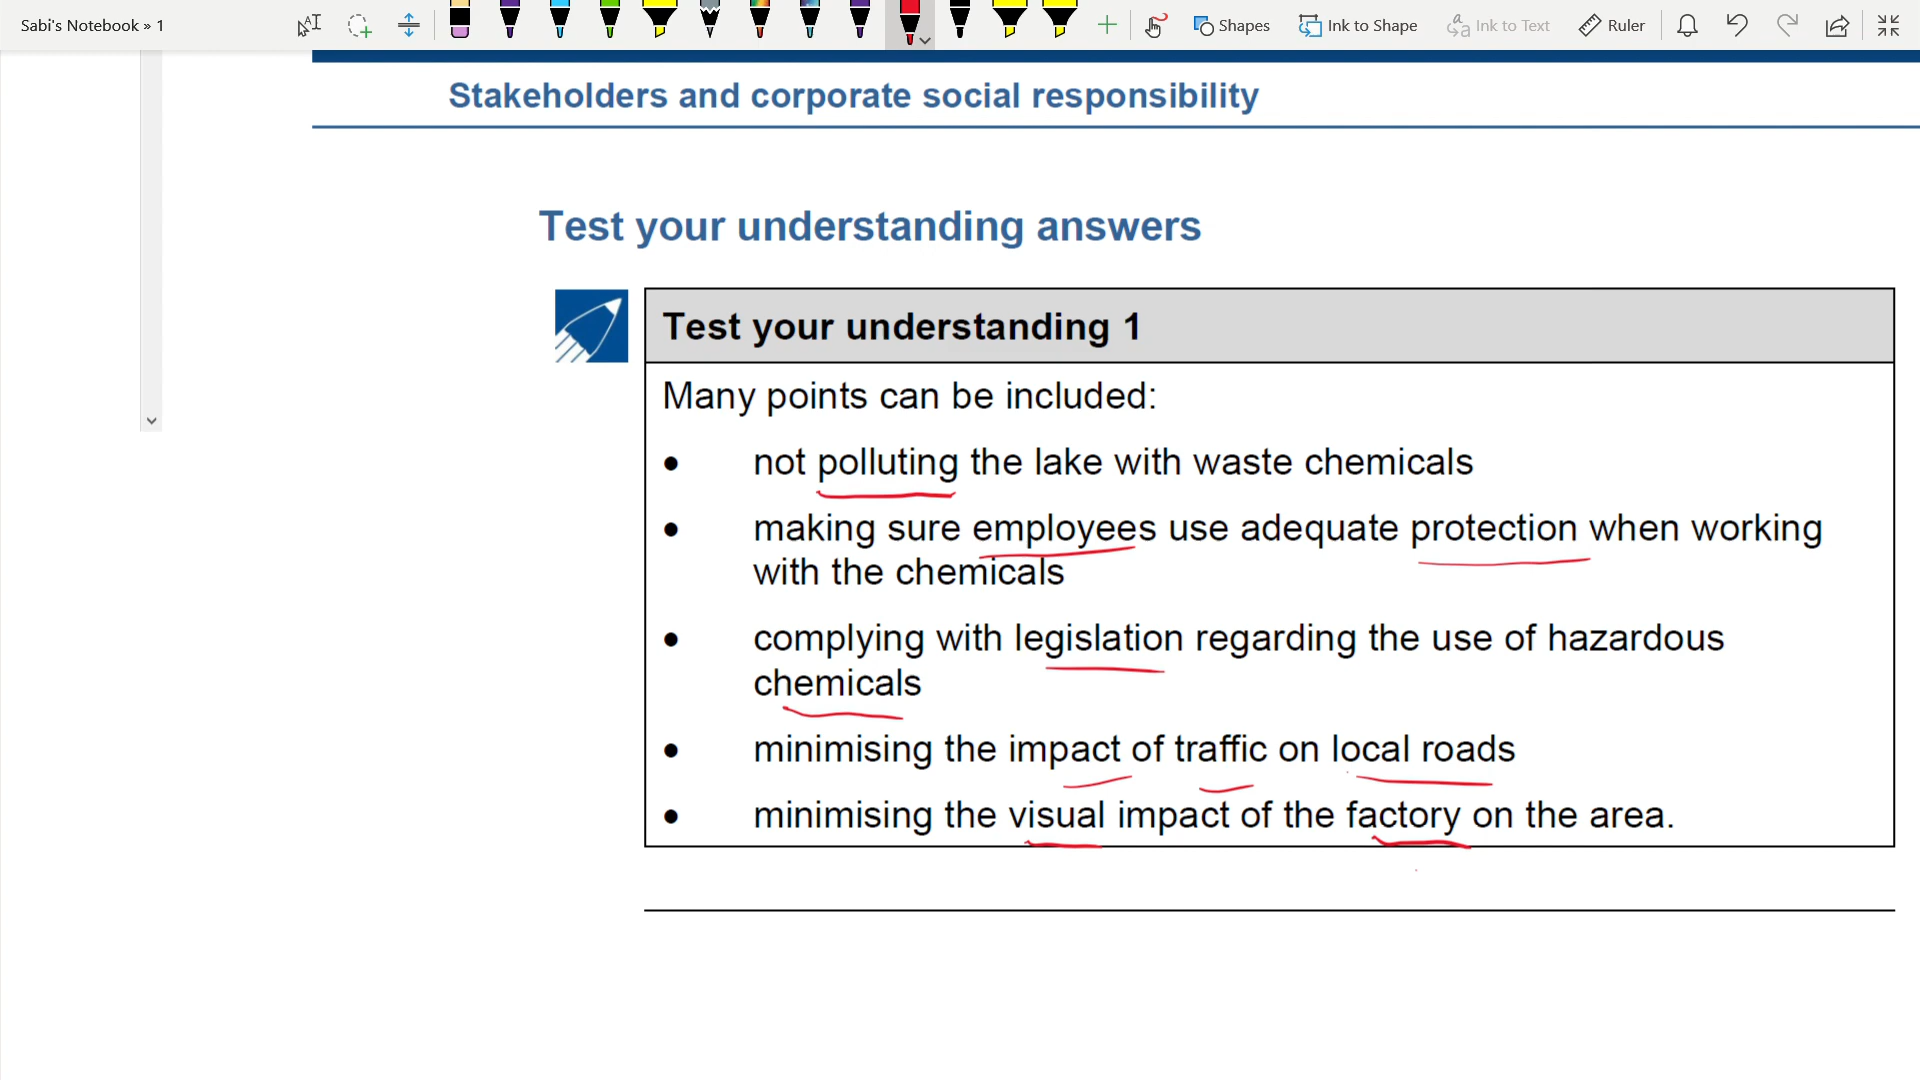 Sabi's Notebook » 1
Shapes
Ink to Shape
Ink to Text
Ruler
Stakeholders and corporate social responsibility
Test your understanding answers
Test your understanding 1
Many points can be included:
• not polluting the lake with waste chemicals
• making sure employees use adequate protection when working
with the chemicals
• complying with legislation regarding the use of hazardous
chemicals
• minimising the impact of traffic on local roads
• minimising the visual impact of the factory on the area.